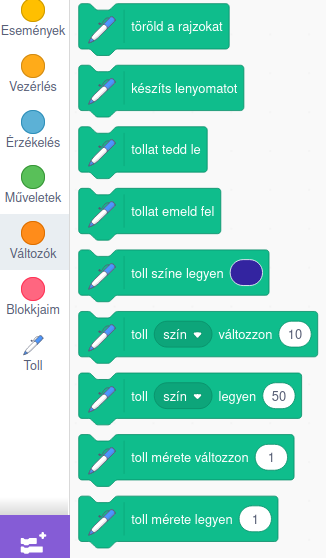 Események
Vezérlés
Érzékelés
Műveletek
Változók
Blokkjaim
Toll
töröld a rajzokat
készíts lenyomatot
tollat tedd le
tollat emeld fel
toll színe legyen
toll szín változzon 10
toll szín legyen 50
toll mérete változzon 1
toll mérete legyen 1